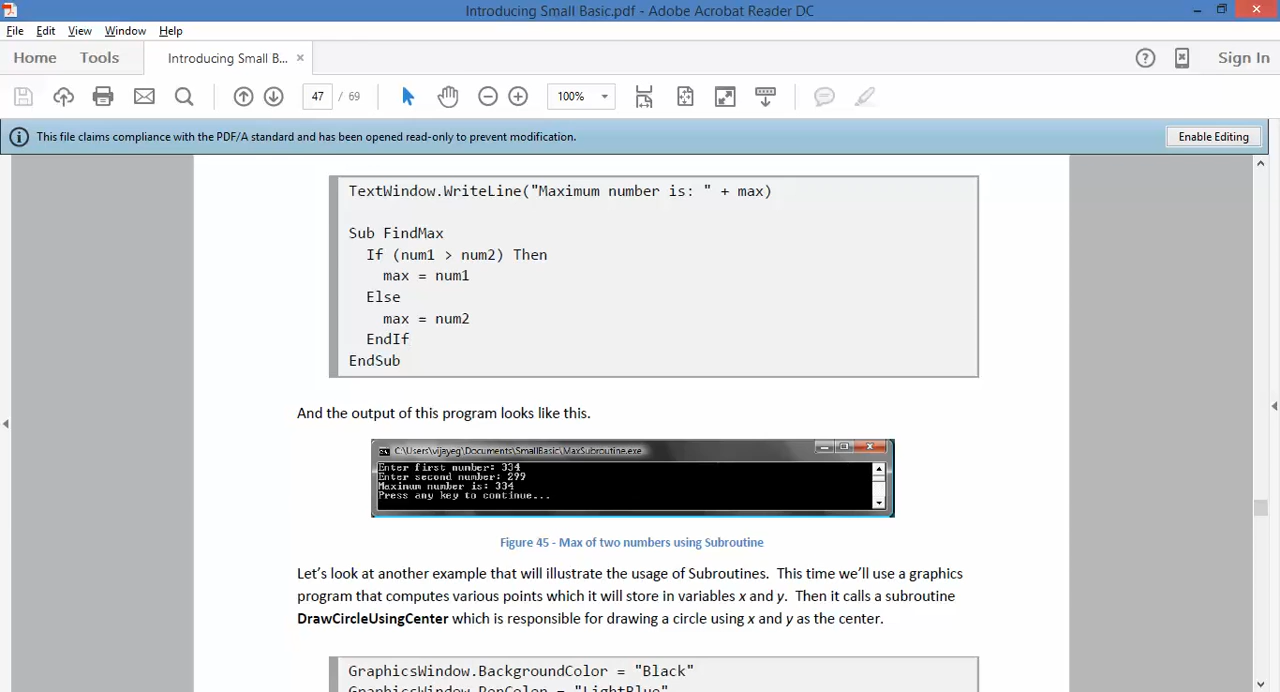 Introducing Small Basic.pdf - Adobe Acrobat Reader DC
File Edit View Window Help
Home Tools Introducing Small B... × Sign In
47 / 69 100%
This file claims compliance with the PDF/A standard and has been opened read-only to prevent modification. Enable Editing
TextWindow.WriteLine("Maximum number is: " + max)
Sub FindMax
If (num1 > num2) Then
max = num1
Else
max = num2
EndIf
EndSub
And the output of this program looks like this.
C:\Users\vijayeg\Documents\SmallBasic\MaxSubroutine.exe
Enter first number: 334
Enter second number: 299
Maximum number is: 334
Press any key to continue...
Figure 45 - Max of two numbers using Subroutine
Let's look at another example that will illustrate the usage of Subroutines. This time we'll use a graphics
program that computes various points which it will store in variables x and y. Then it calls a subroutine
DrawCircleUsingCenter which is responsible for drawing a circle using x and y as the center.
GraphicsWindow.BackgroundColor = "Black"
GraphicsWindow.PenColor = "LightBlue"